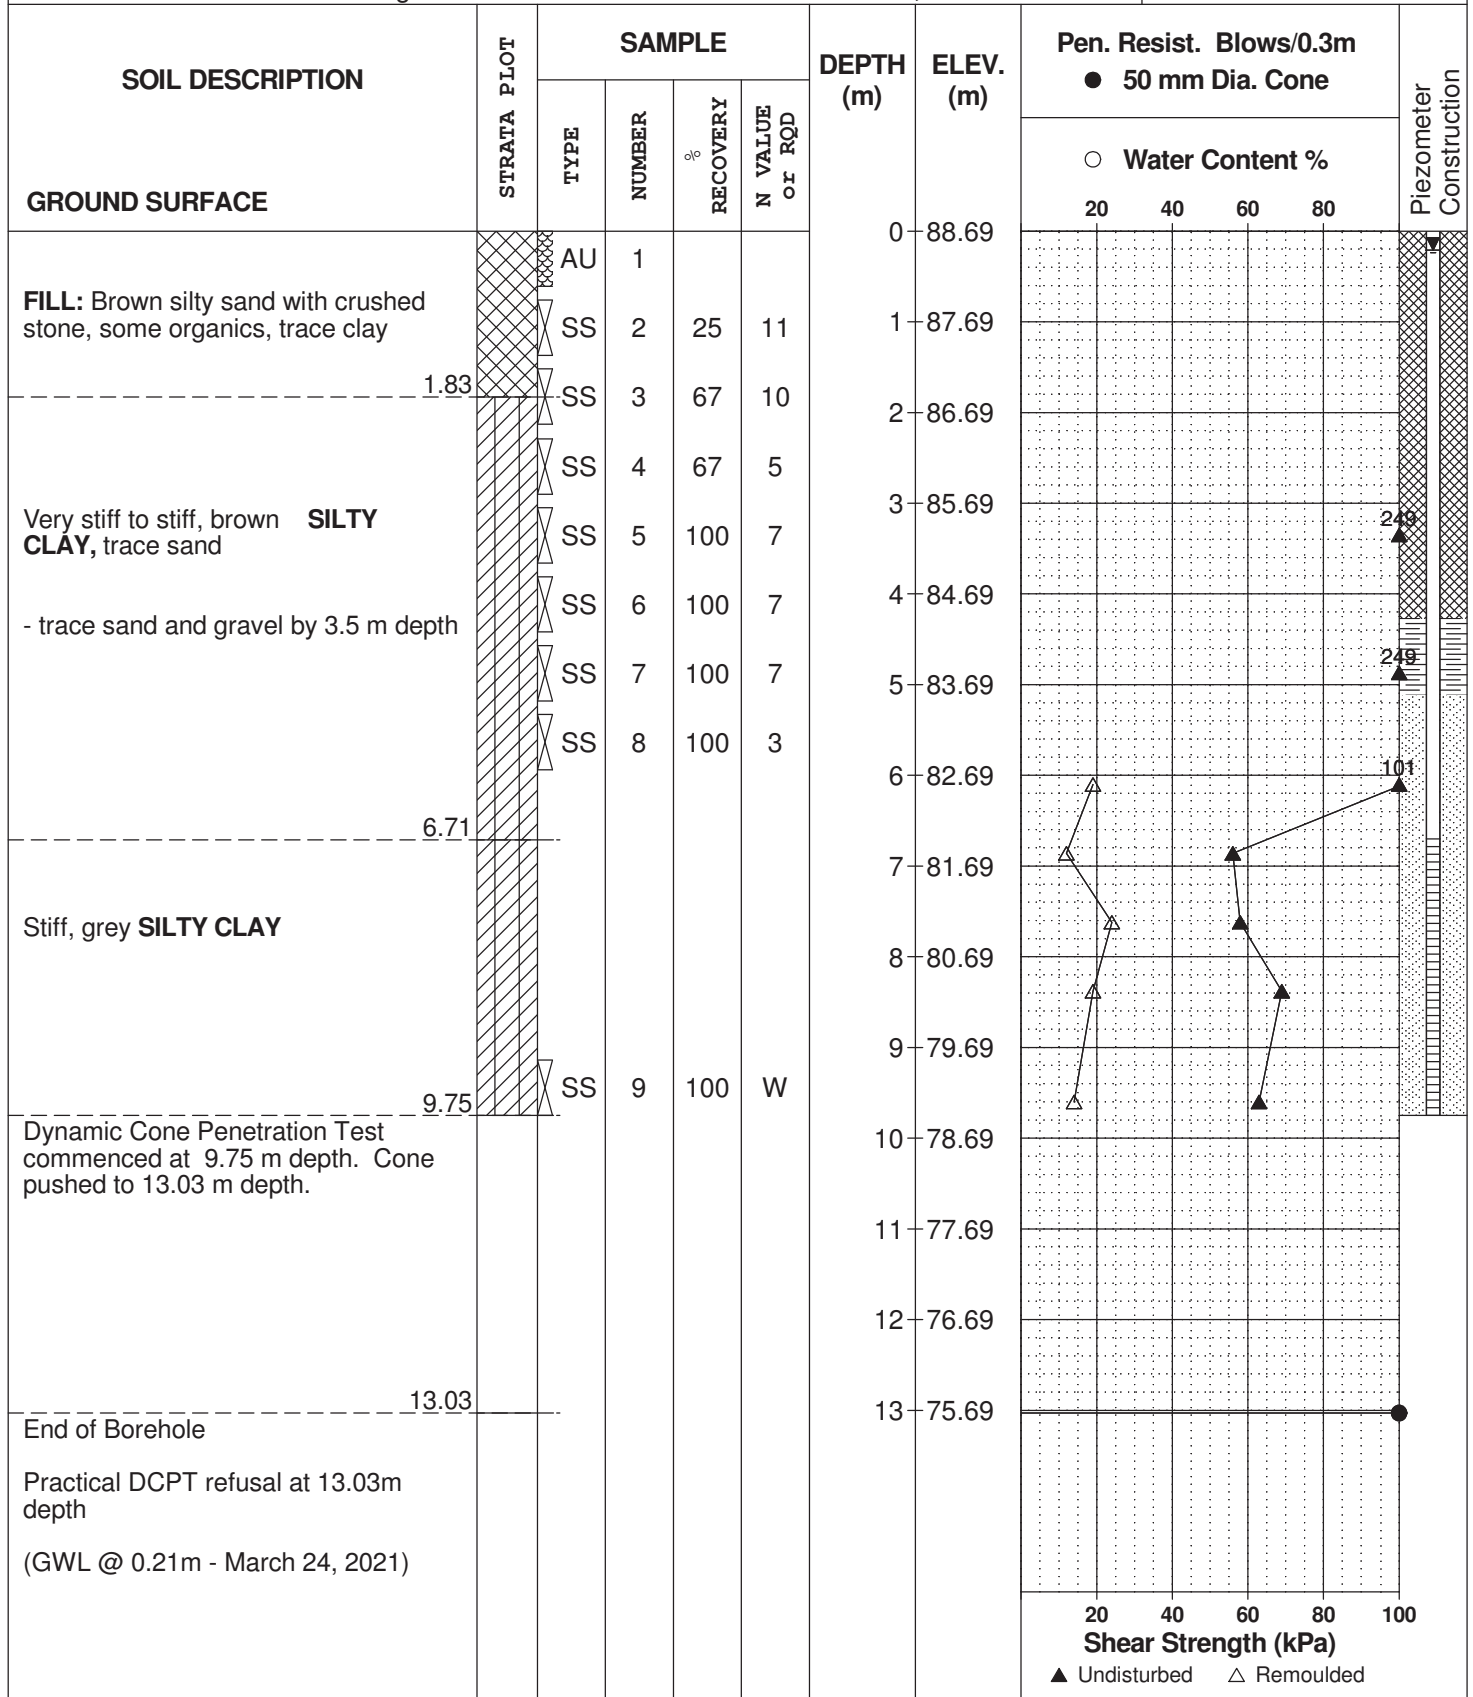 SOIL DESCRIPTION
GROUND SURFACE
STRATA PLOT
SAMPLE
TYPE
NUMBER
%
RECOVERY
N VALUE
or RQD
DEPTH
(m)
ELEV.
(m)
Pen. Resist. Blows/0.3m
● 50 mm Dia. Cone
○ Water Content %
20 40 60 80
Piezometer
Construction
0 88.69
AU 1
FILL: Brown silty sand with crushed
stone, some organics, trace clay
SS 2 25 11
1 87.69
1.83
SS 3 67 10
2 86.69
SS 4 67 5
3 85.69
Very stiff to stiff, brown SILTY
CLAY, trace sand
SS 5 100 7
249
- trace sand and gravel by 3.5 m depth
SS 6 100 7
4 84.69
SS 7 100 7
249
5 83.69
SS 8 100 3
6 82.69
101
6.71
7 81.69
Stiff, grey SILTY CLAY
8 80.69
9 79.69
SS 9 100 W
9.75
Dynamic Cone Penetration Test
commenced at 9.75 m depth. Cone
pushed to 13.03 m depth.
10 78.69
11 77.69
12 76.69
13.03
13 75.69
End of Borehole
Practical DCPT refusal at 13.03m
depth
(GWL @ 0.21m - March 24, 2021)
20 40 60 80 100
Shear Strength (kPa)
▲ Undisturbed △ Remoulded